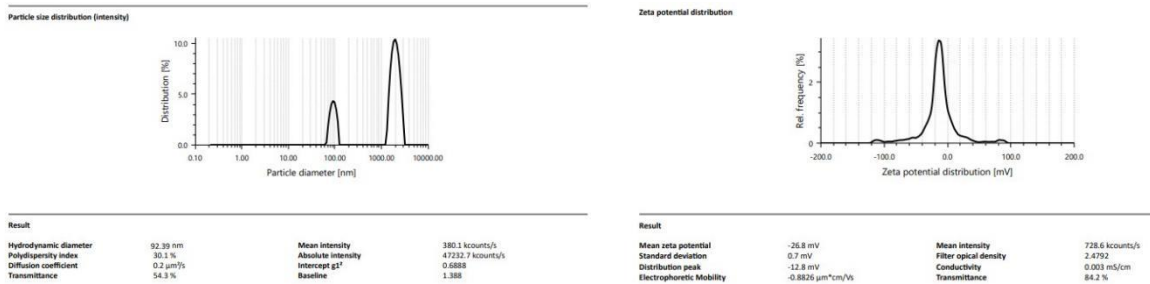 Particle size distribution (intensity)
Distribution [%]
10.0
5.0
0.0
0.10 1.00 10.00 100.00 1000.00 10000.00
Particle diameter [nm]
Result
Hydrodynamic diameter 92.39 nm Mean intensity 380.1 kcounts/s
Polydispersity index 30.1 % Absolute intensity 47232.7 kcounts/s
Diffusion coefficient 0.2 µm²/s Intercept g1² 0.6888
Transmittance 54.3 % Baseline 1.388
Zeta potential distribution
Rel. frequency [%]
2
0
-200.0 -100.0 0.0 100.0 200.0
Zeta potential distribution [mV]
Result
Mean zeta potential -26.8 mV Mean intensity 728.6 kcounts/s
Standard deviation 0.7 mV Filter opical density 2.4792
Distribution peak -12.8 mV Conductivity 0.003 mS/cm
Electrophoretic Mobility -0.8826 µm*cm/Vs Transmittance 84.2 %